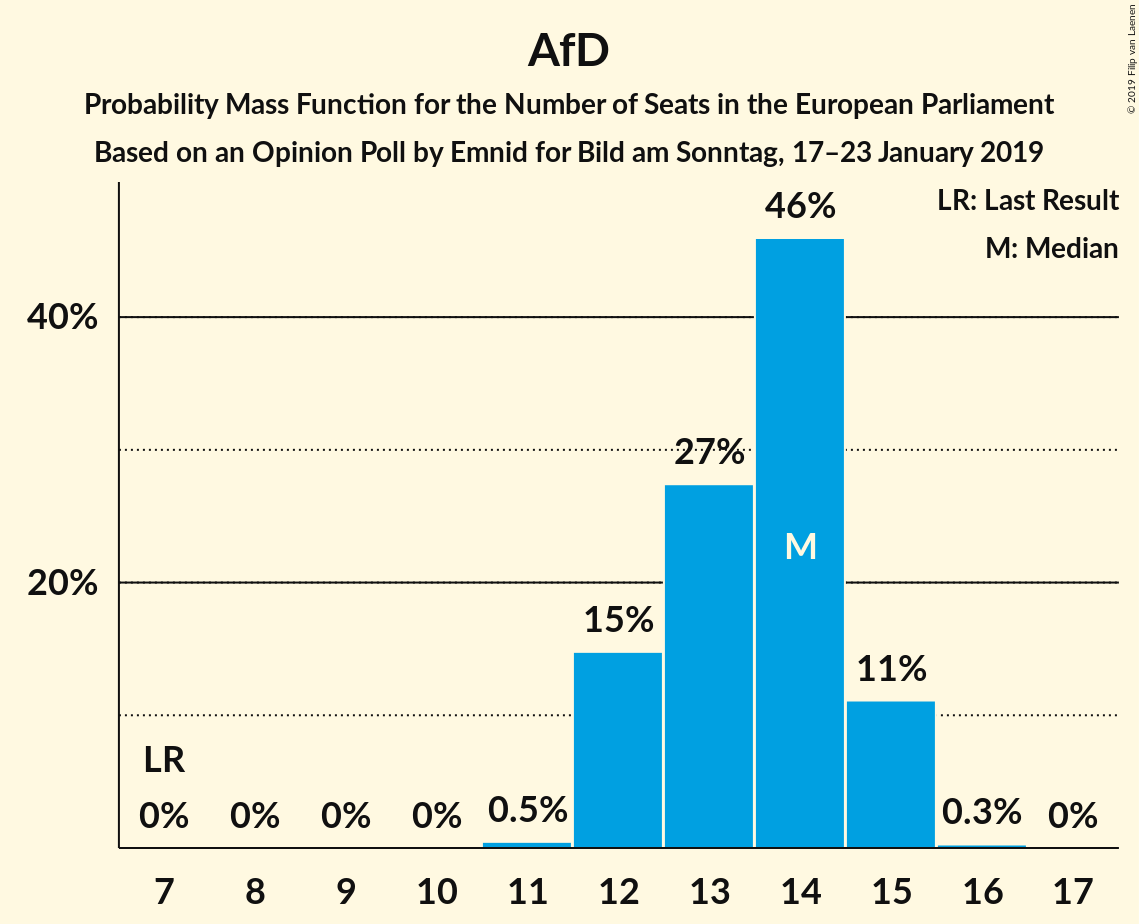 AfD
Probability Mass Function for the Number of Seats in the European Parliament
Based on an Opinion Poll by Emnid for Bild am Sonntag, 17–23 January 2019
© 2019 Filip van Laenen
LR: Last Result
M: Median
46%
40%
27%
M
20%
15%
11%
LR
0% 0% 0% 0% 0.5% 0.3% 0%
7 8 9 10 11 12 13 14 15 16 17